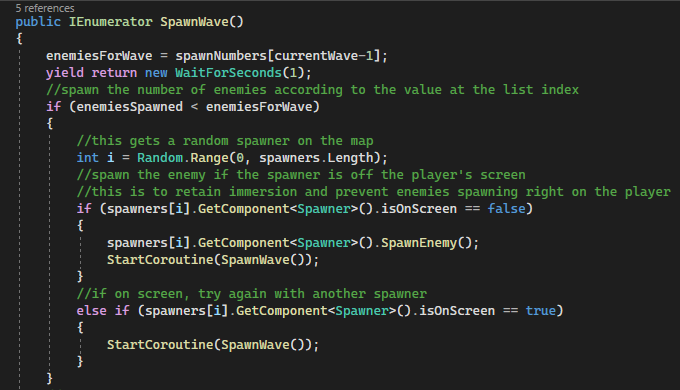 5 references
public IEnumerator SpawnWave()
{
enemiesForWave = spawnNumbers[currentWave-1];
yield return new WaitForSeconds(1);
//spawn the number of enemies according to the value at the list index
if (enemiesSpawned < enemiesForWave)
{
//this gets a random spawner on the map
int i = Random.Range(0, spawners.Length);
//spawn the enemy if the spawner is off the player's screen
//this is to retain immersion and prevent enemies spawning right on the player
if (spawners[i].GetComponent<Spawner>().isOnScreen == false)
{
spawners[i].GetComponent<Spawner>().SpawnEnemy();
StartCoroutine(SpawnWave());
}
//if on screen, try again with another spawner
else if (spawners[i].GetComponent<Spawner>().isOnScreen == true)
{
StartCoroutine(SpawnWave());
}
}